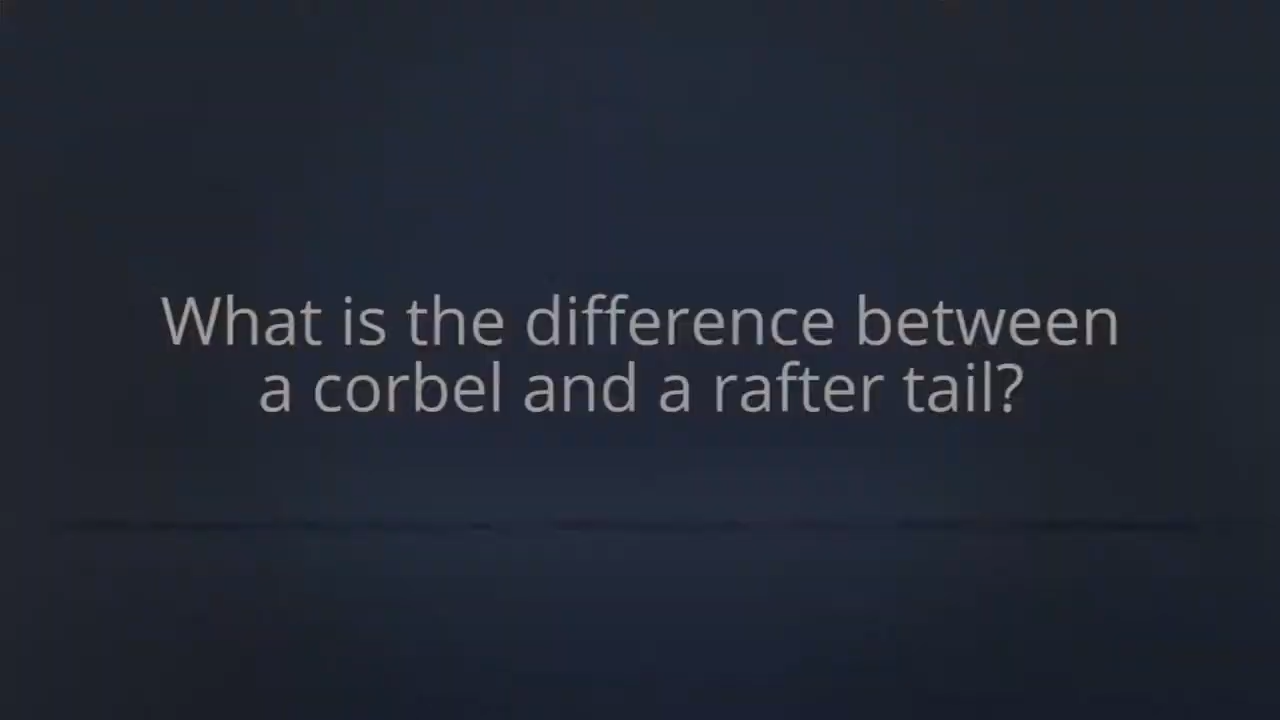 What is the difference between
a corbel and a rafter tail?